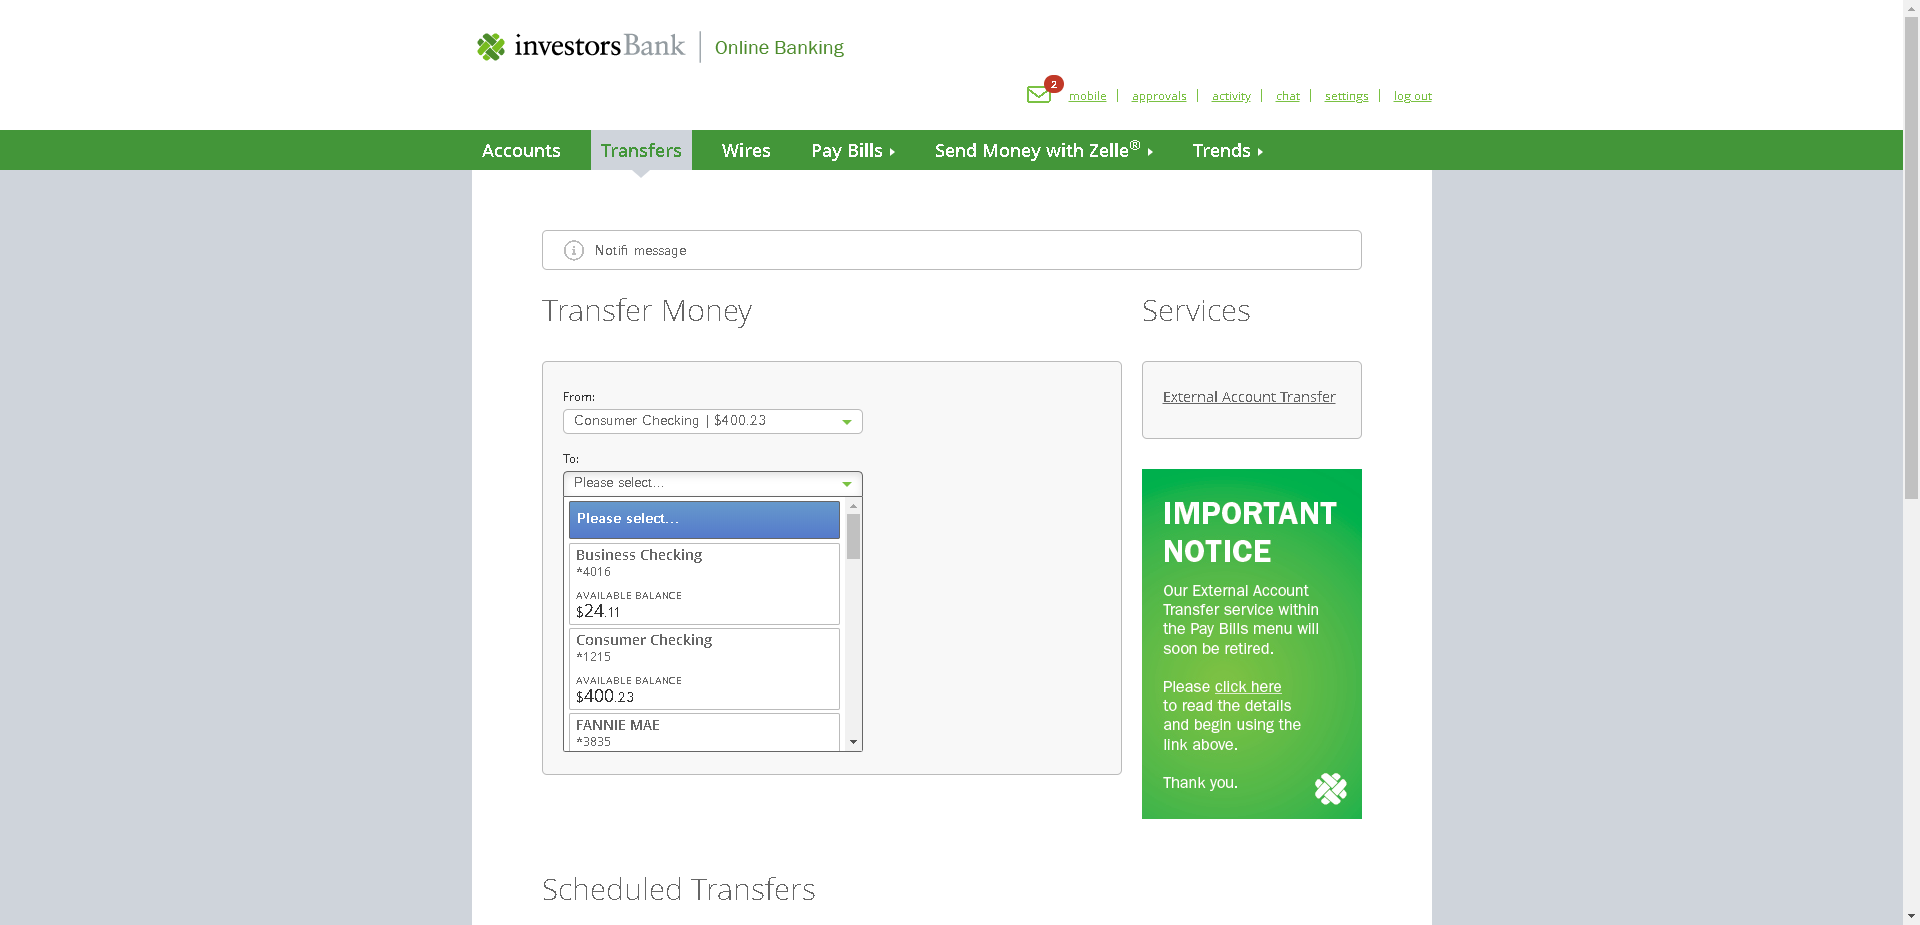 investorsBank Online Banking
2
mobile approvals activity chat settings log out
Accounts Transfers Wires Pay Bills Send Money with Zelle® Trends
Notifi message
Transfer Money
From:
Consumer Checking | $400.23
To:
Please select...
Please select...
Business Checking
*4016
AVAILABLE BALANCE
$24.11
Consumer Checking
*1215
AVAILABLE BALANCE
$400.23
FANNIE MAE
*3835
Services
External Account Transfer
IMPORTANT
NOTICE
Our External Account
Transfer service within
the Pay Bills menu will
soon be retired.
Please click here
to read the details
and begin using the
link above.
Thank you.
Scheduled Transfers